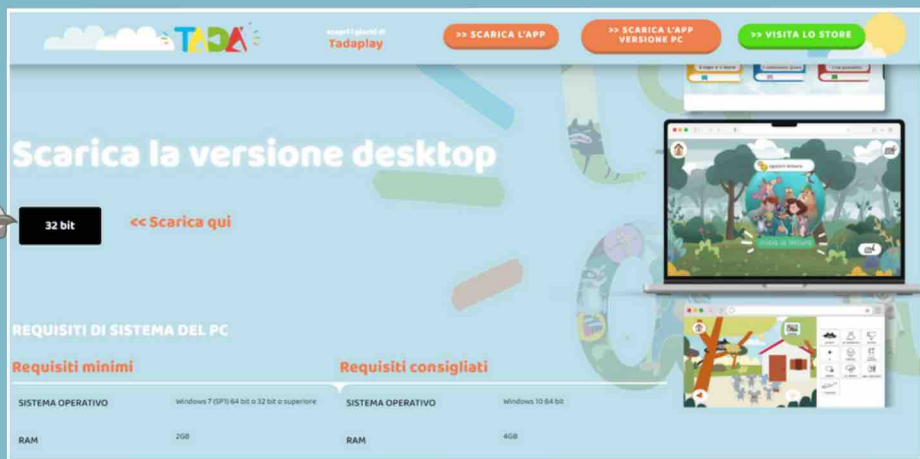 TADA
scopri i giochi di
Tadaplay
>> SCARICA L'APP
>> SCARICA L'APP
VERSIONE PC
>> VISITA LO STORE
Scarica la versione desktop
32 bit
<< Scarica qui
REQUISITI DI SISTEMA DEL PC
Requisiti minimi
Requisiti consigliati
SISTEMA OPERATIVO
Windows 7 (SP1) 64 bit o 32 bit o superiore
SISTEMA OPERATIVO
Windows 10 64 bit
RAM
2GB
RAM
4GB